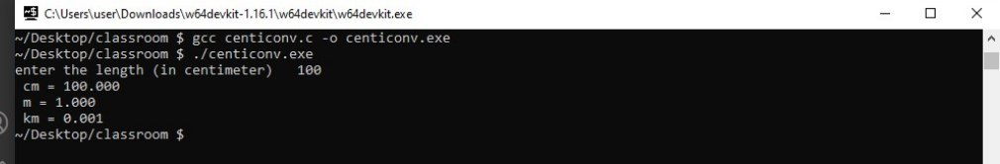 C:\Users\user\Downloads\w64devkit-1.16.1\w64devkit\w64devkit.exe
~/Desktop/classroom $ gcc centiconv.c -o centiconv.exe
~/Desktop/classroom $ ./centiconv.exe
enter the length (in centimeter)   100
 cm = 100.000
 m = 1.000
 km = 0.001
~/Desktop/classroom $